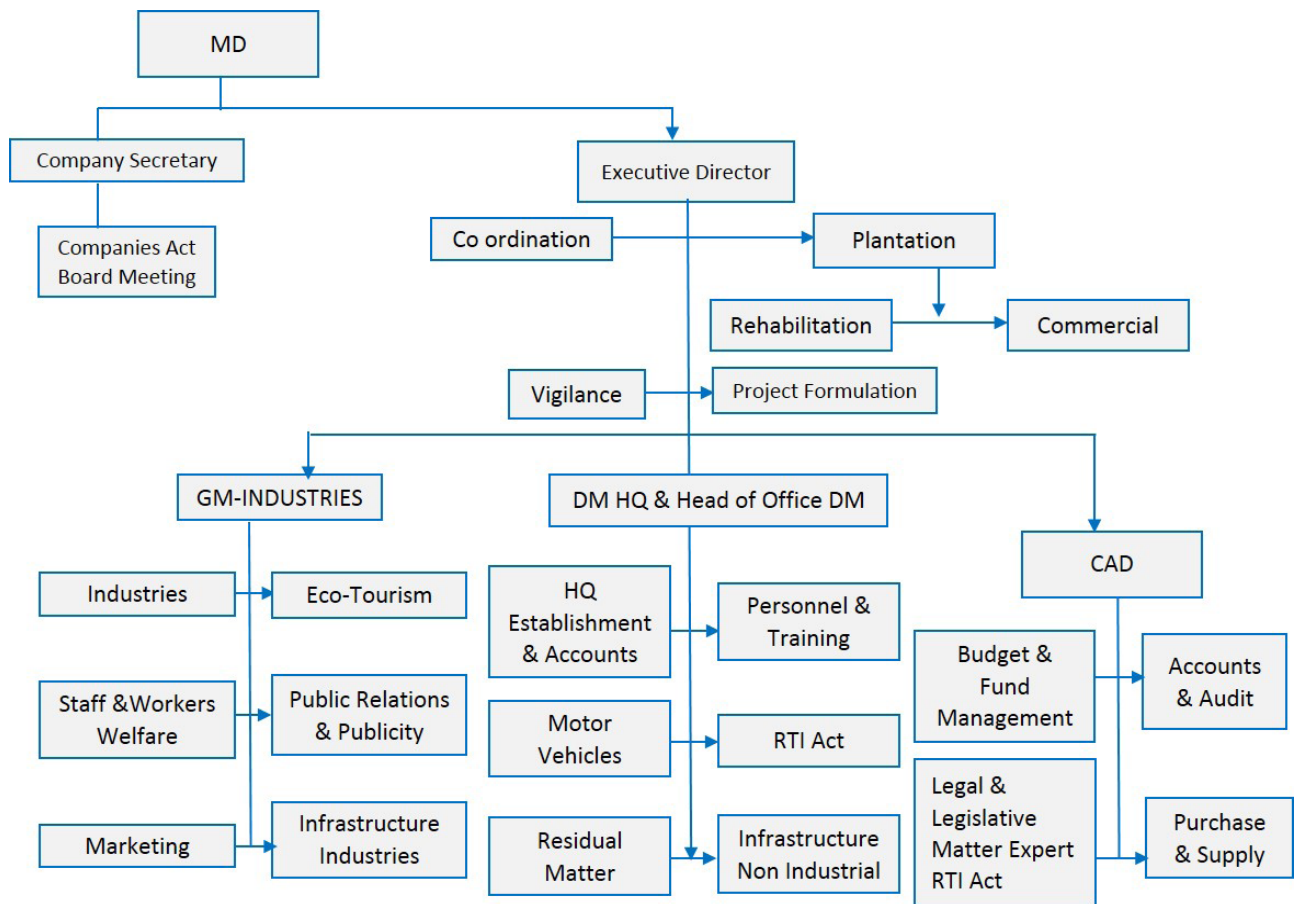 MD
Company Secretary
Executive Director
Companies Act
Board Meeting
Co ordination
Plantation
Rehabilitation
Commercial
Vigilance
Project Formulation
GM-INDUSTRIES
DM HQ & Head of Office DM
CAD
Industries
Eco-Tourism
HQ
Establishment
& Accounts
Personnel &
Training
Budget &
Fund
Management
Accounts
& Audit
Staff &Workers
Welfare
Public Relations
& Publicity
Motor
Vehicles
RTI Act
Legal &
Legislative
Matter Expert
RTI Act
Purchase
& Supply
Marketing
Infrastructure
Industries
Residual
Matter
Infrastructure
Non Industrial